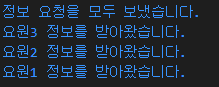 정보 요청을 모두 보냈습니다.
요원3 정보를 받아왔습니다.
요원2 정보를 받아왔습니다.
요원1 정보를 받아왔습니다.